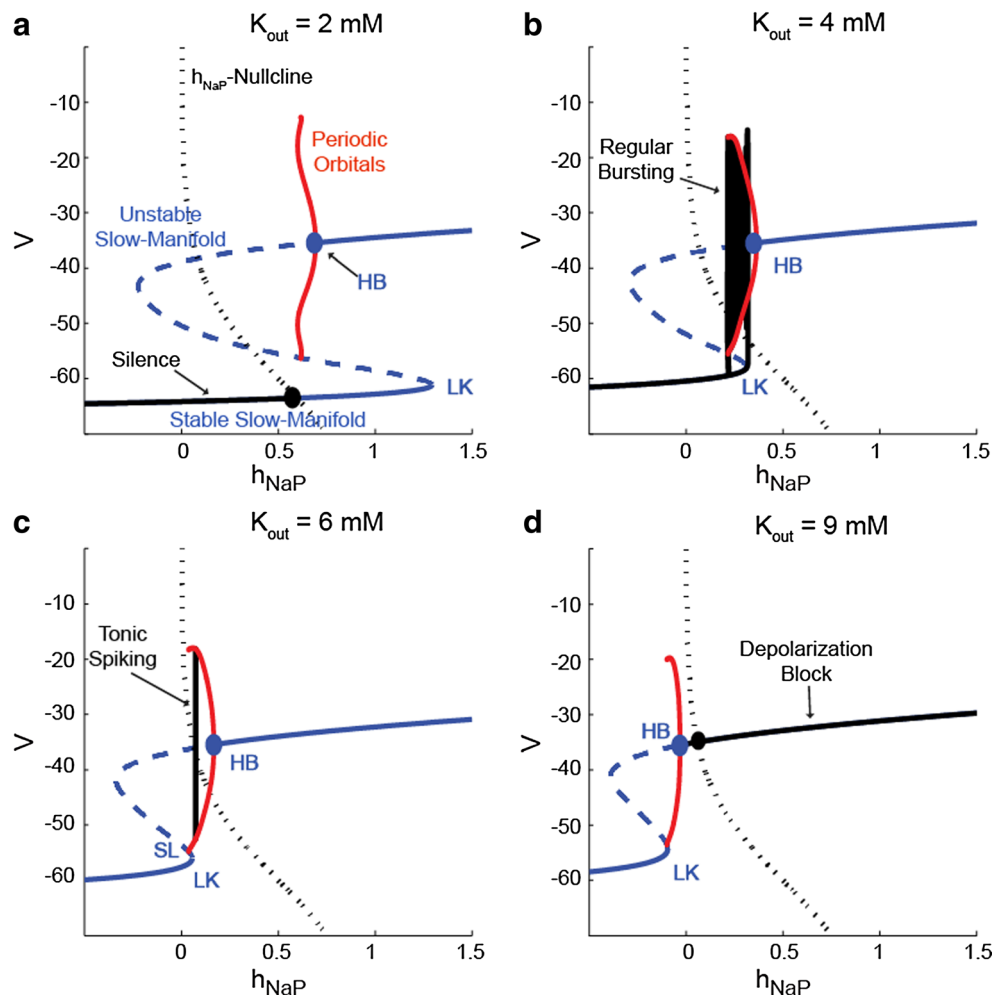 a
K_out = 2 mM
h_NaP-Nullcline
-10
-20
-30
-40
-50
-60
V
Periodic
Orbitals
Unstable
Slow-Manifold
HB
Silence
LK
Stable Slow-Manifold
0
0.5
1
1.5
h_NaP
b
K_out = 4 mM
-10
-20
-30
-40
-50
-60
V
Regular
Bursting
HB
LK
0
0.5
1
1.5
h_NaP
c
K_out = 6 mM
-10
-20
-30
-40
-50
-60
V
Tonic
Spiking
HB
SL
LK
0
0.5
1
1.5
h_NaP
d
K_out = 9 mM
-10
-20
-30
-40
-50
-60
V
Depolarization
Block
HB
LK
0
0.5
1
1.5
h_NaP